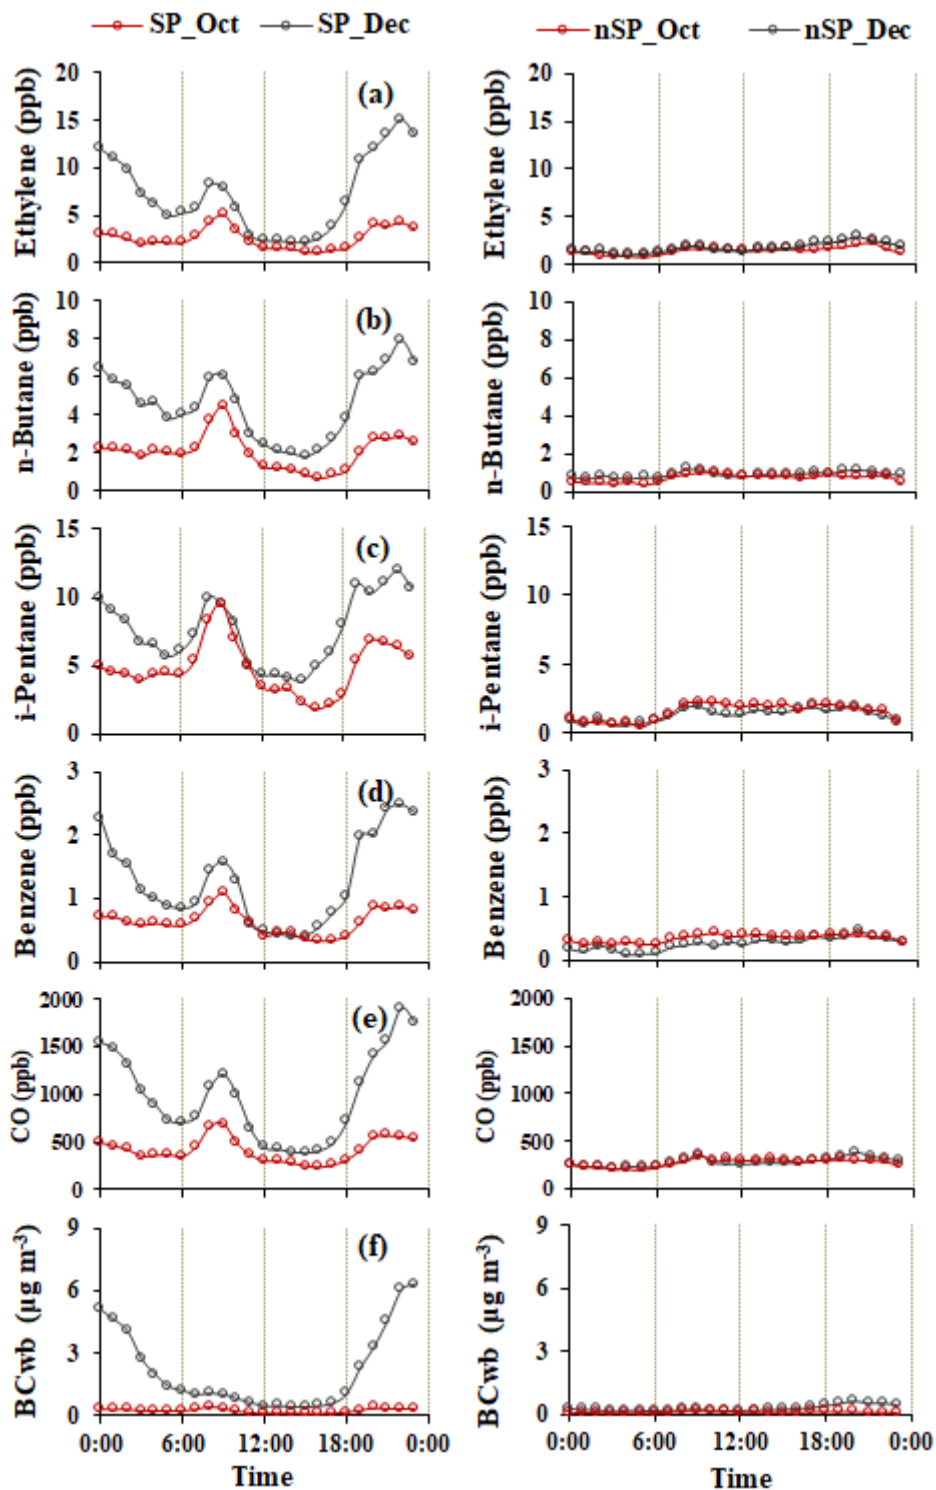 SP_Oct SP_Dec nSP_Oct nSP_Dec
Ethylene (ppb) 20 15 10 5 0 (a) Ethylene (ppb) 20 15 10 5 0
n-Butane (ppb) 10 8 6 4 2 0 (b) n-Butane (ppb) 10 8 6 4 2 0
i-Pentane (ppb) 15 10 5 0 (c) i-Pentane (ppb) 15 10 5 0
Benzene (ppb) 3 2 1 0 (d) Benzene (ppb) 3 2 1 0
CO (ppb) 2000 1500 1000 500 0 (e) CO (ppb) 2000 1500 1000 500 0
BCwb (µg m-3) 9 6 3 0 (f) BCwb (µg m-3) 9 6 3 0
0:00 6:00 12:00 18:00 0:00 0:00 6:00 12:00 18:00 0:00
Time Time